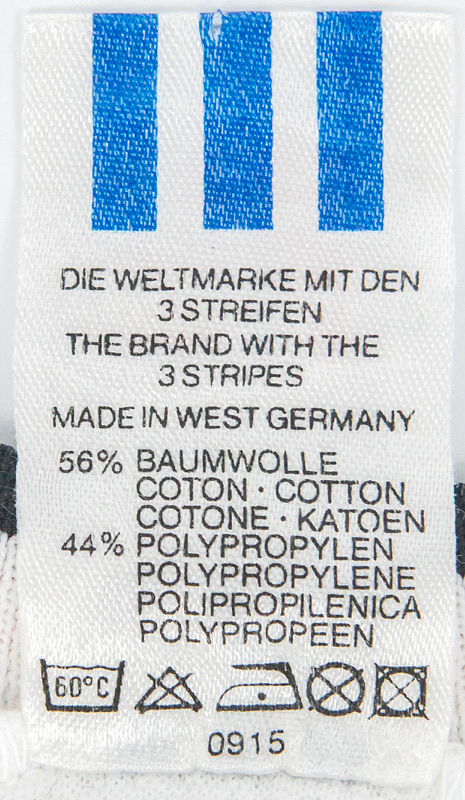 DIE WELTMARKE MIT DEN
3 STREIFEN
THE BRAND WITH THE
3 STRIPES
MADE IN WEST GERMANY
56% BAUMWOLLE
COTON · COTTON
COTONE · KATOEN
44% POLYPROPYLEN
POLYPROPYLENE
POLIPROPILENICA
POLYPROPEEN
60°C
0915